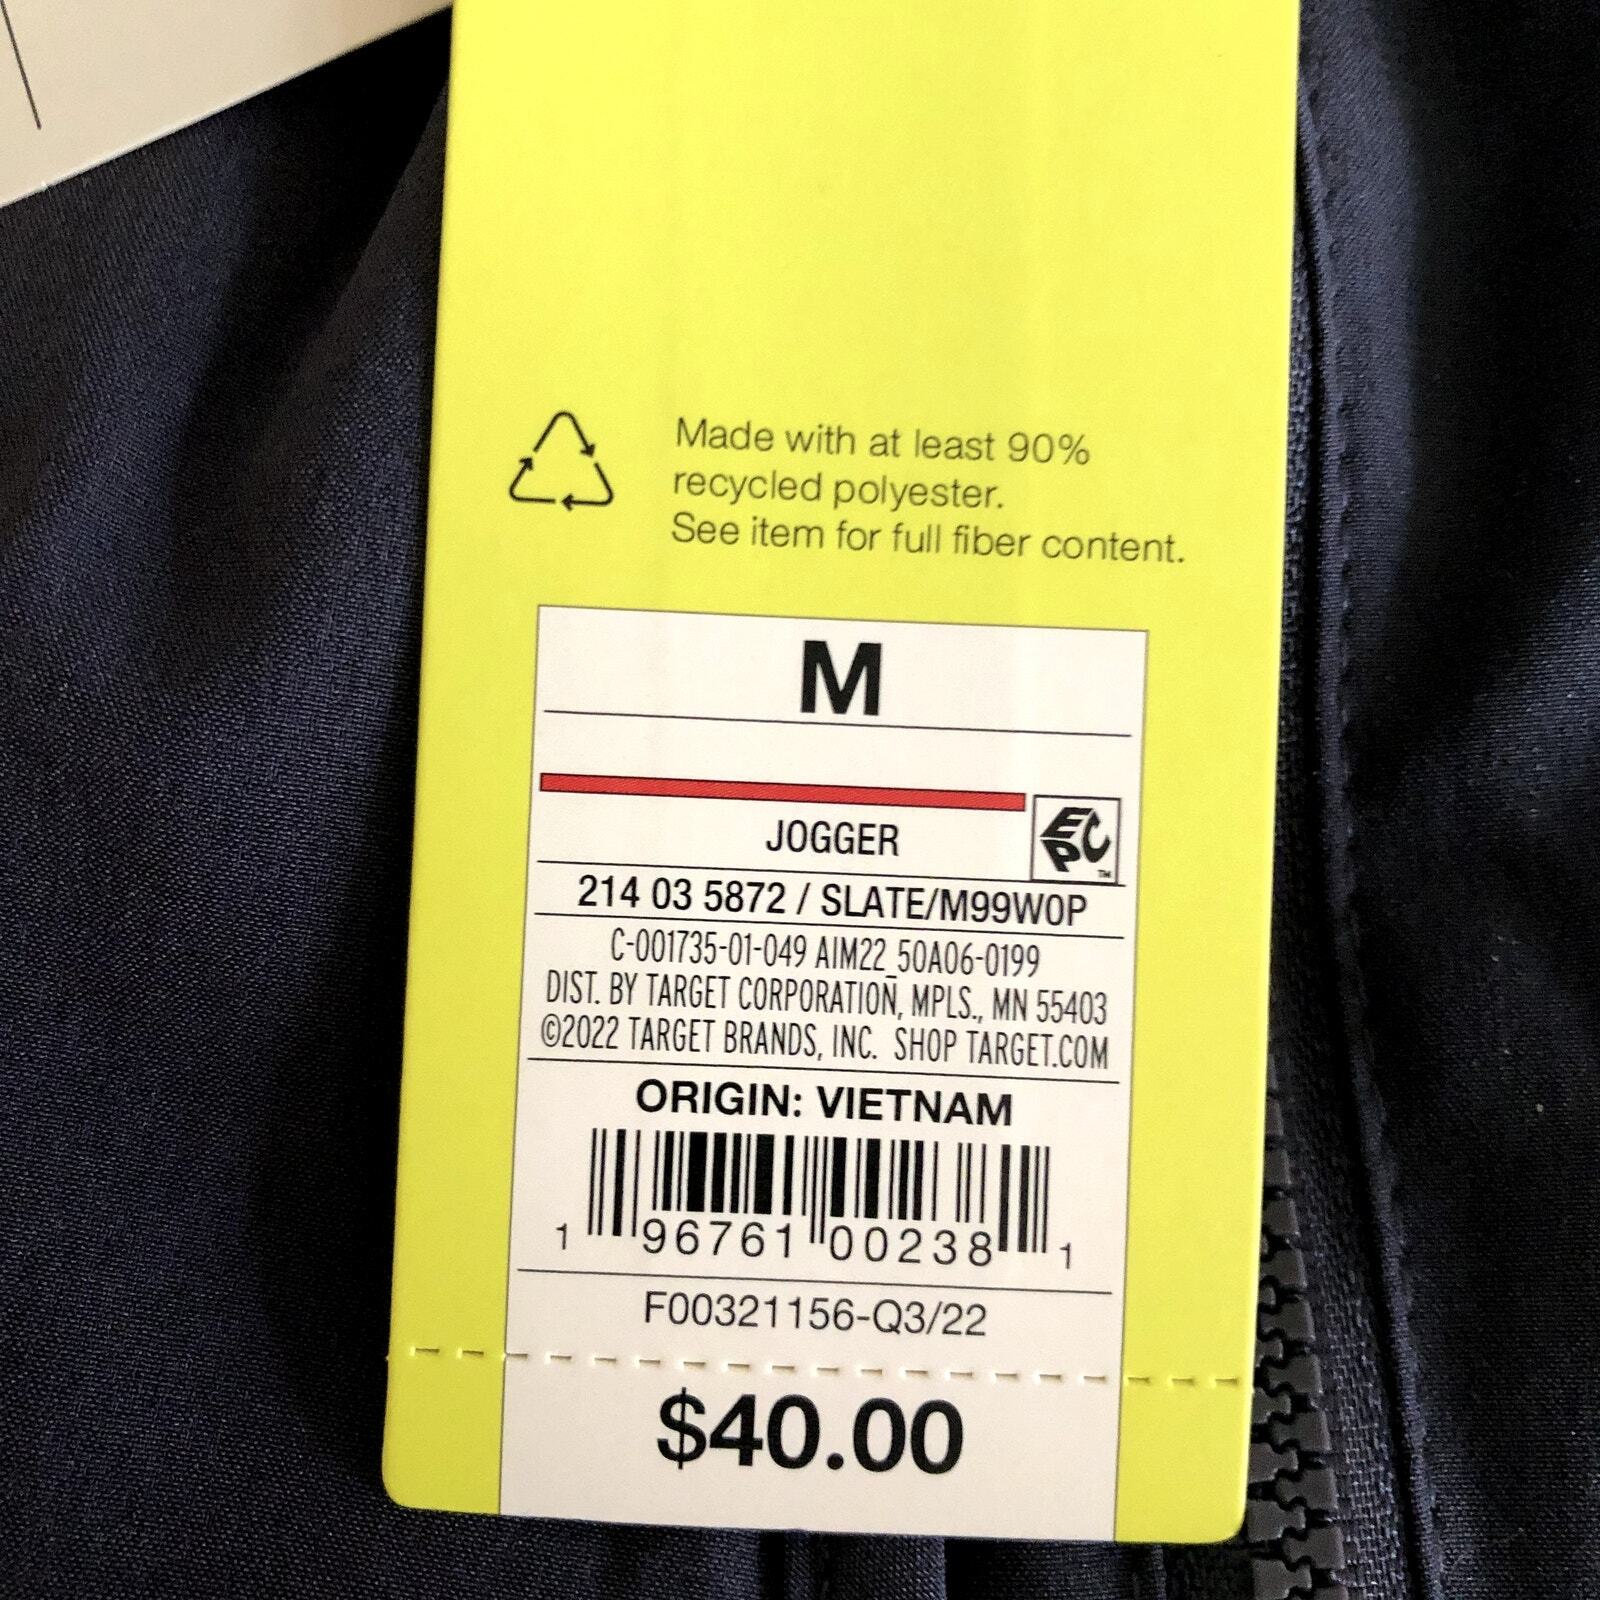 Made with at least 90%
recycled polyester.
See item for full fiber content.
M
EPC™
JOGGER
214 03 5872 / SLATE/M99W0P
C-001735-01-049 AIM22_50A06-0199
DIST. BY TARGET CORPORATION, MPLS., MN 55403
©2022 TARGET BRANDS, INC. SHOP TARGET.COM
ORIGIN: VIETNAM
1 96761 00238 1
F00321156-Q3/22
$40.00